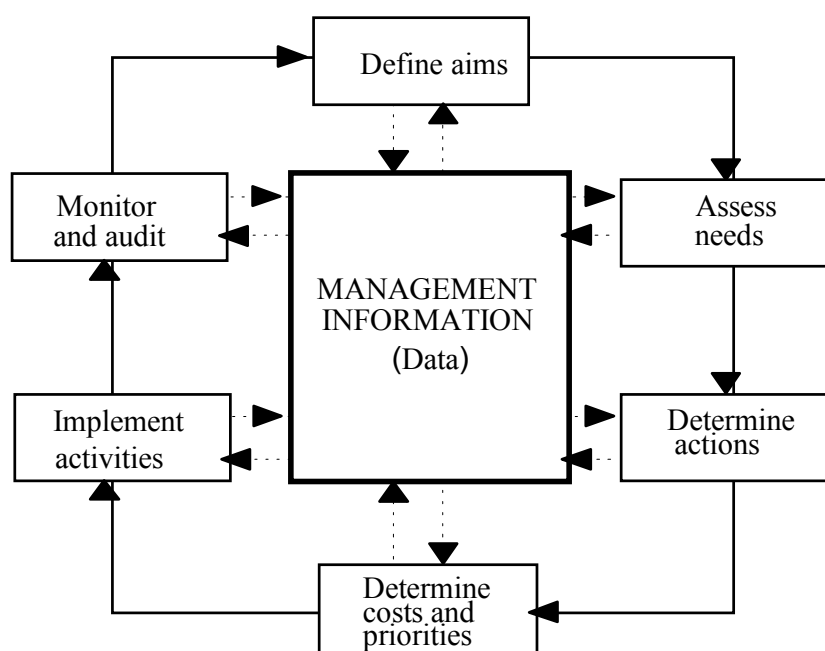 Define aims
Monitor
and audit
Assess
needs
MANAGEMENT
INFORMATION
(Data)
Implement
activities
Determine
actions
Determine
costs and
priorities